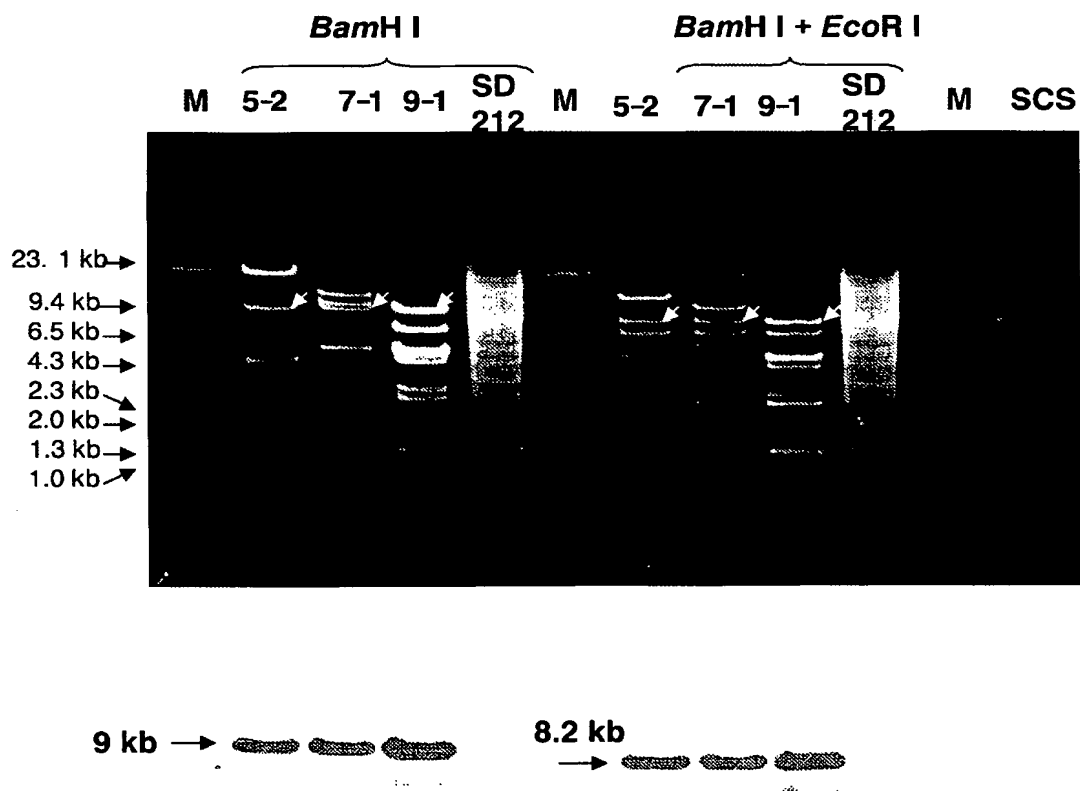 BamH I
BamH I + EcoR I
M 5-2 7-1 9-1 SD 212 M 5-2 7-1 9-1 SD 212 M SCS
23. 1 kb
9.4 kb
6.5 kb
4.3 kb
2.3 kb
2.0 kb
1.3 kb
1.0 kb
9 kb
8.2 kb